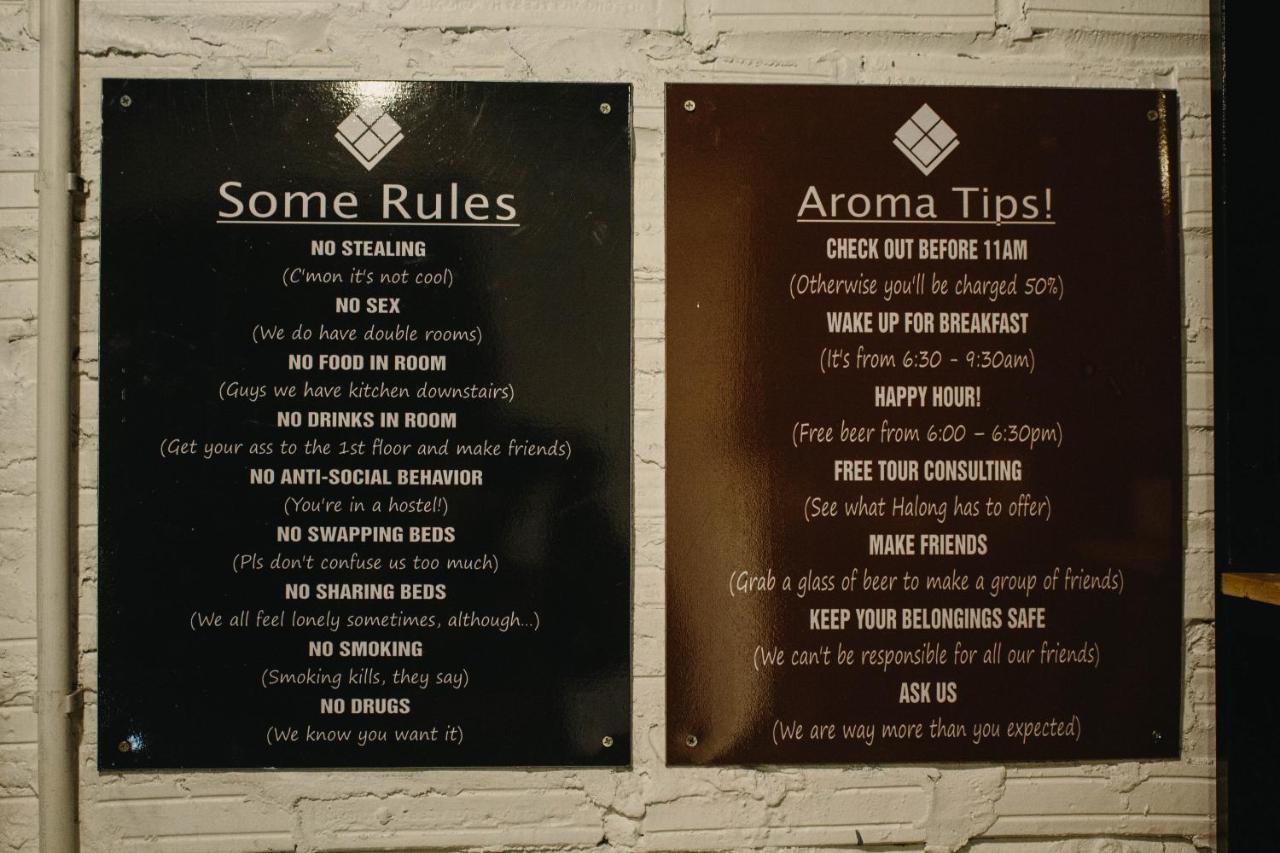 Some Rules
NO STEALING
(C'mon it's not cool)
NO SEX
(We do have double rooms)
NO FOOD IN ROOM
(Guys we have kitchen downstairs)
NO DRINKS IN ROOM
(Get your ass to the 1st floor and make friends)
NO ANTI-SOCIAL BEHAVIOR
(You're in a hostel!)
NO SWAPPING BEDS
(Pls don't confuse us too much)
NO SHARING BEDS
(We all feel lonely sometimes, although...)
NO SMOKING
(Smoking kills, they say)
NO DRUGS
(We know you want it)
Aroma Tips!
CHECK OUT BEFORE 11AM
(Otherwise you'll be charged 50%)
WAKE UP FOR BREAKFAST
(It's from 6:30 - 9:30am)
HAPPY HOUR!
(Free beer from 6:00 - 6:30pm)
FREE TOUR CONSULTING
(See what Halong has to offer)
MAKE FRIENDS
(Grab a glass of beer to make a group of friends)
KEEP YOUR BELONGINGS SAFE
(We can't be responsible for all our friends)
ASK US
(We are way more than you expected)